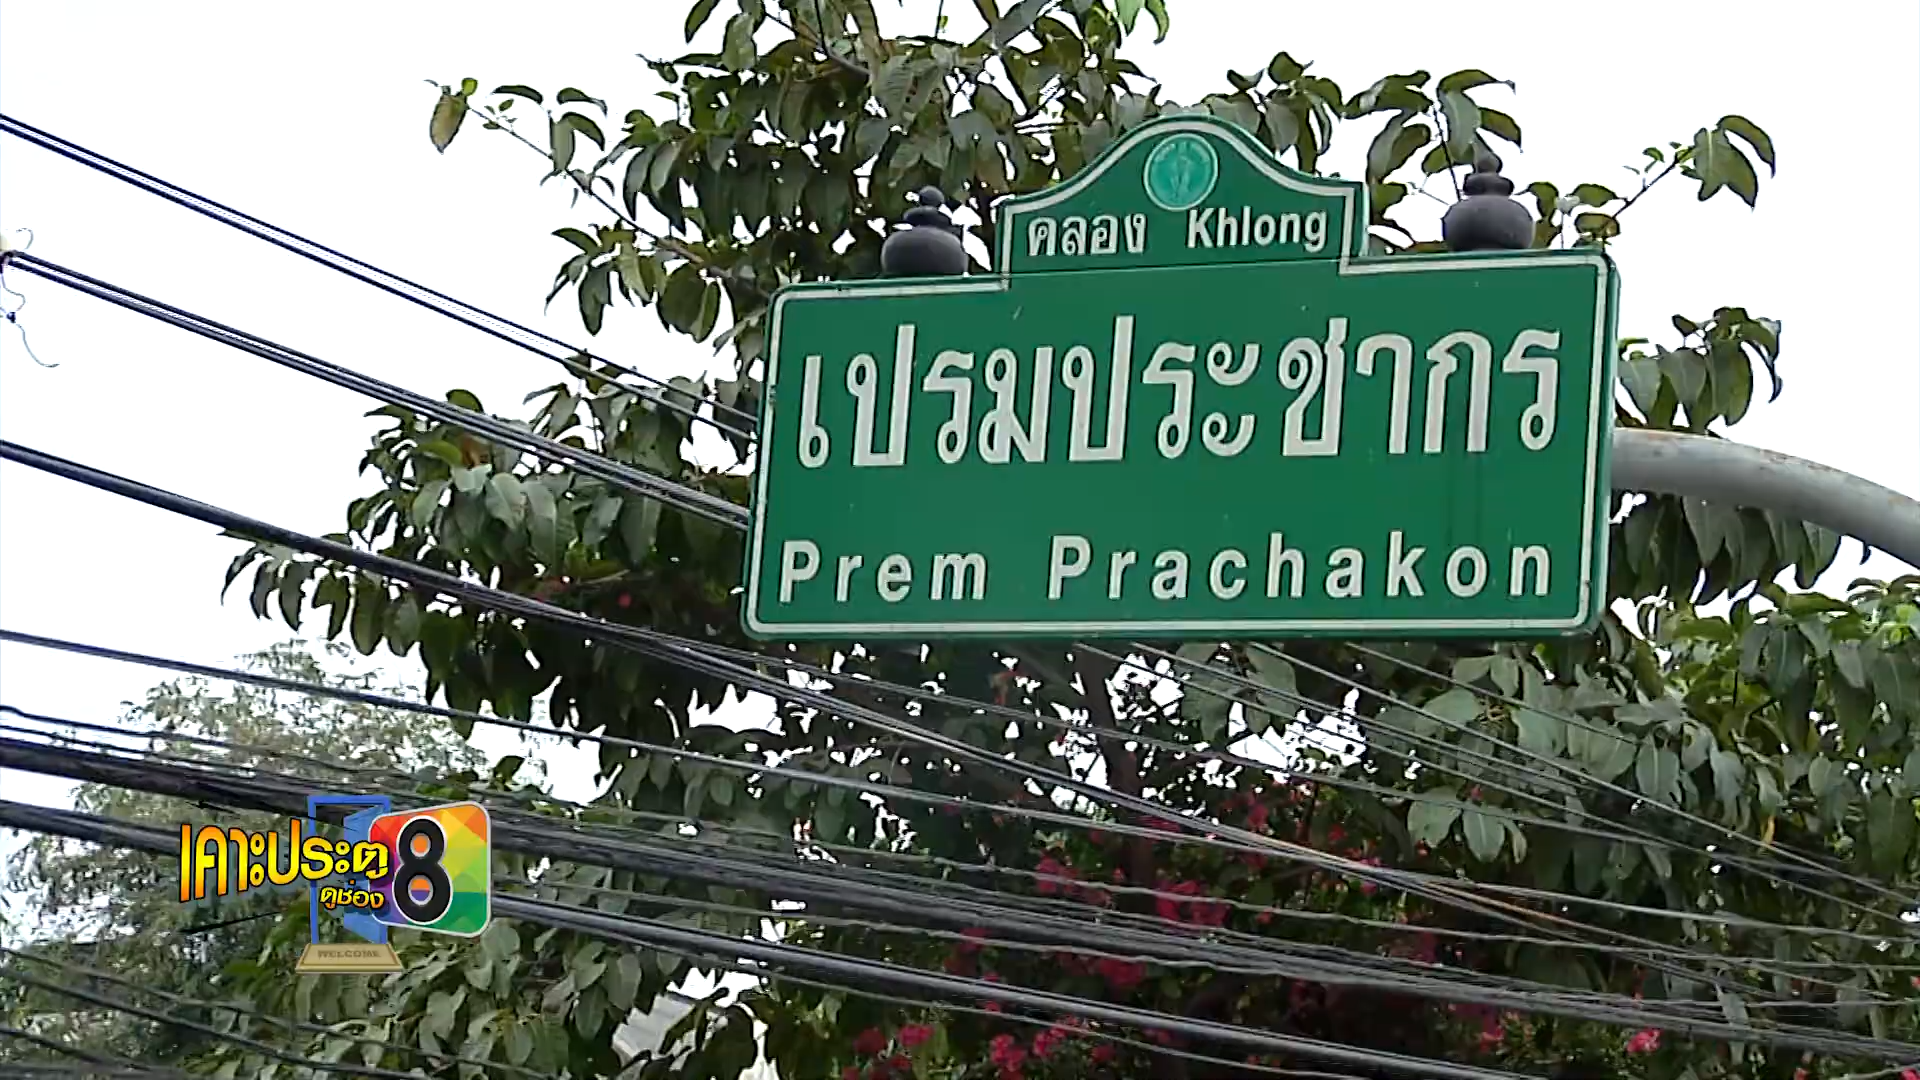 คลอง Khlong
เปรมประชากร
Prem Prachakon
เคาะประตู
ดูช่อง 8
WELCOME